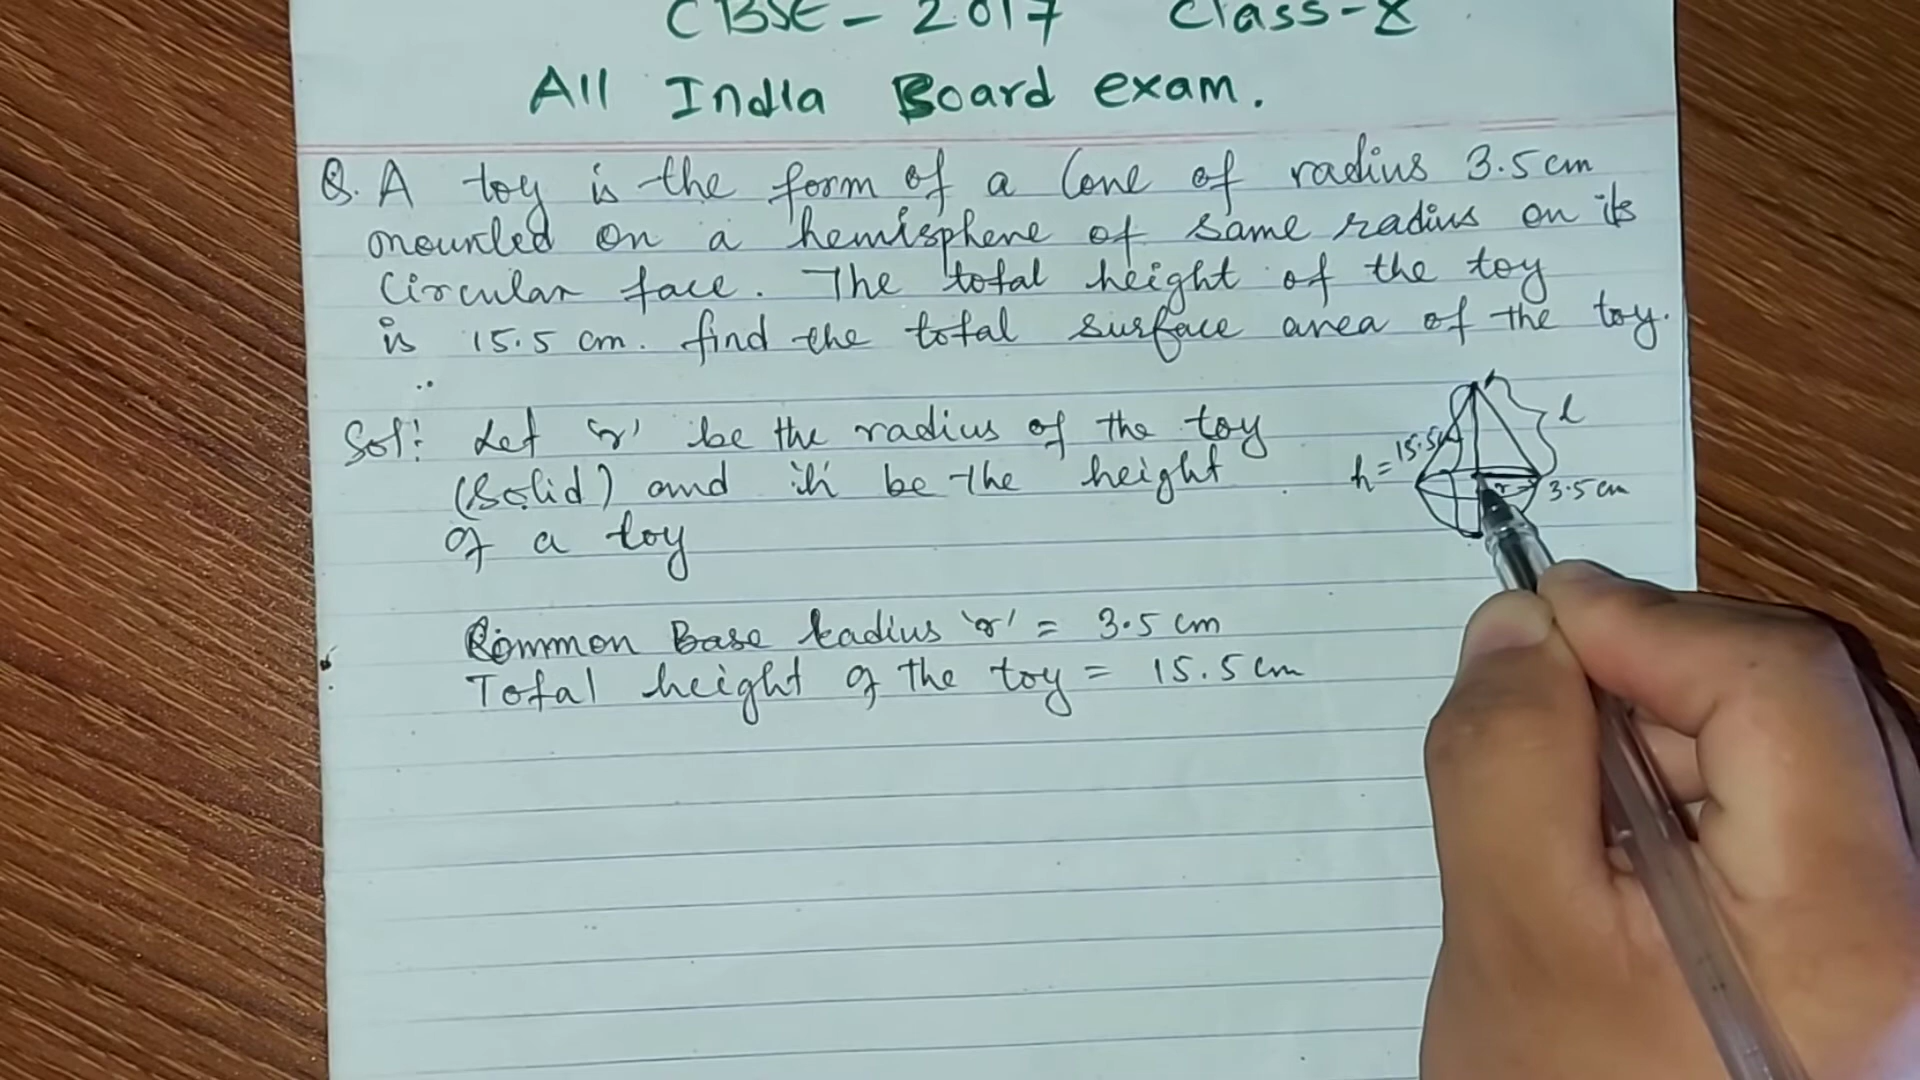 CBSE - 2017 Class-X
All India Board exam.
Q. A toy is the form of a Cone of radius 3.5 cm
mounted on a hemisphere of same radius on its
Circular face. The total height of the toy
is 15.5 cm. find the total surface area of the toy.
Sol: Let 'r' be the radius of the toy
(Solid) and 'h' be the height
of a toy
l
h = 15.5
r
3.5 cm
Common Base radius 'r' = 3.5 cm
Total height of the toy = 15.5 cm